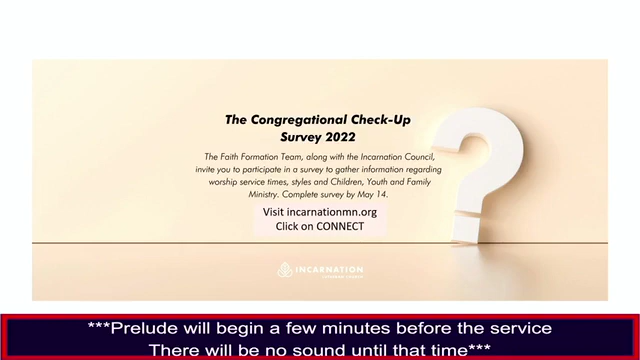 The Congregational Check-Up
Survey 2022
The Faith Formation Team, along with the Incarnation Council,
invite you to participate in a survey to gather information regarding
worship service times, styles and Children, Youth and Family
Ministry. Complete survey by May 14.
Visit incarnationmn.org
Click on CONNECT
INCARNATION
LUTHERAN CHURCH
***Prelude will begin a few minutes before the service
There will be no sound until that time***